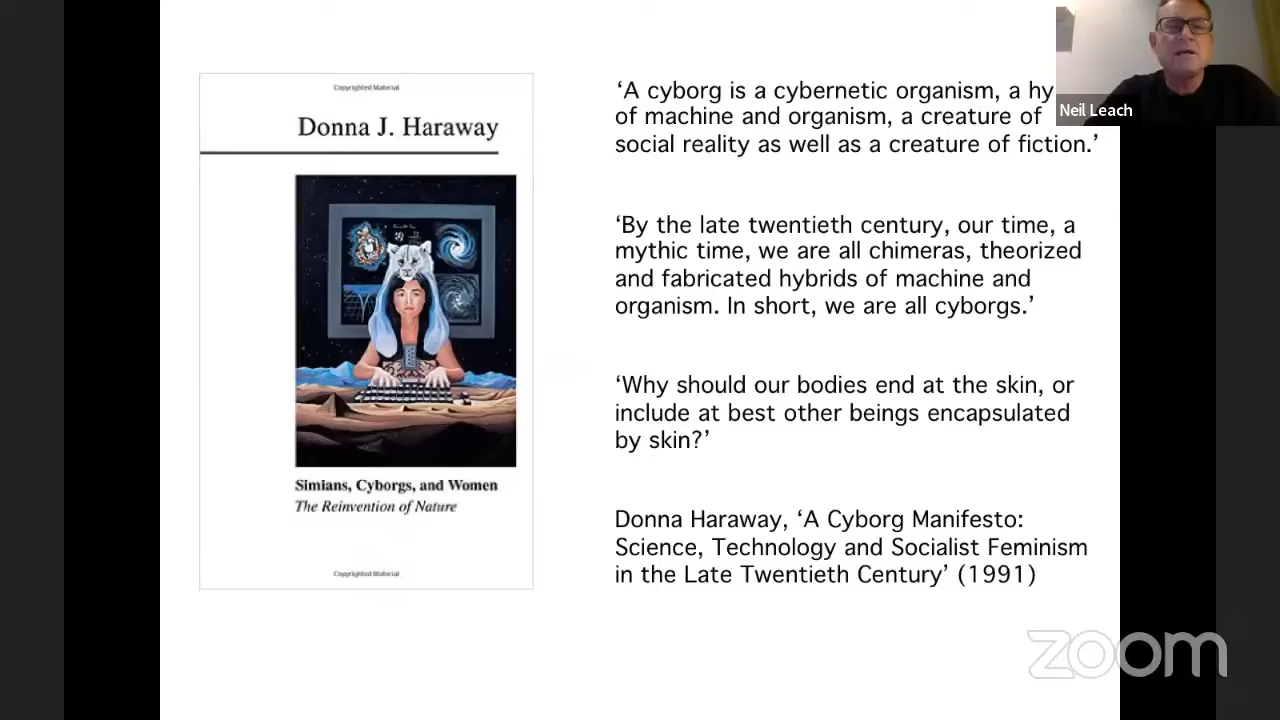 Copyrighted Material
Donna J. Haraway
Simians, Cyborgs, and Women
The Reinvention of Nature
Copyrighted Material
‘A cyborg is a cybernetic organism, a hy
of machine and organism, a creature of
social reality as well as a creature of fiction.’
‘By the late twentieth century, our time, a
mythic time, we are all chimeras, theorized
and fabricated hybrids of machine and
organism. In short, we are all cyborgs.’
‘Why should our bodies end at the skin, or
include at best other beings encapsulated
by skin?’
Donna Haraway, ‘A Cyborg Manifesto:
Science, Technology and Socialist Feminism
in the Late Twentieth Century’ (1991)
Neil Leach
zoom